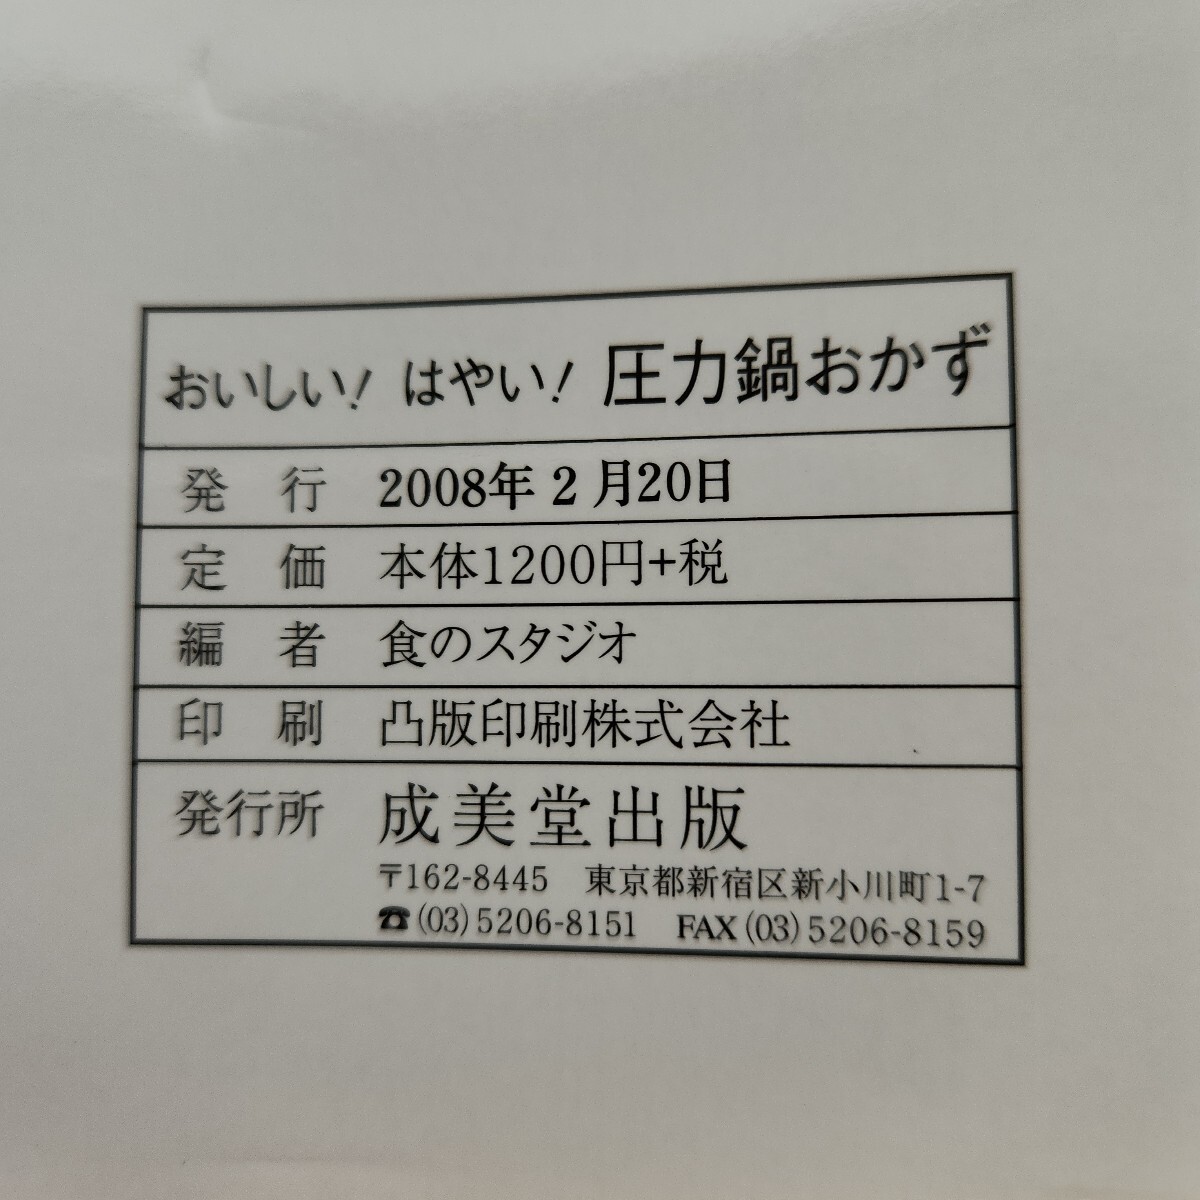 おいしい! はやい! 圧力鍋おかず
発行 2008年2月20日
定価 本体1200円+税
編者 食のスタジオ
印刷 凸版印刷株式会社
発行所 成美堂出版
〒162-8445 東京都新宿区新小川町1-7
☎(03)5206-8151 FAX(03)5206-8159